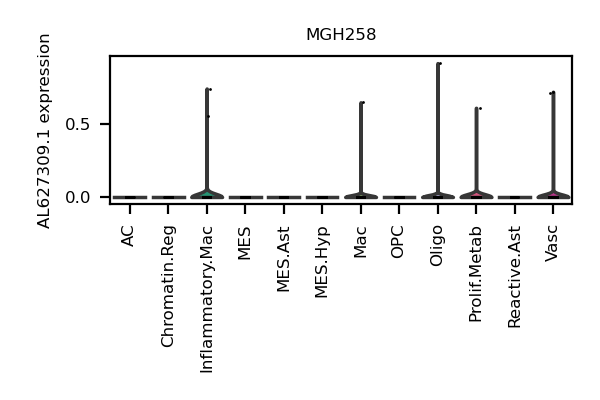 MGH258
AL627309.1 expression
0.5
0.0
AC
Chromatin.Reg
Inflammatory.Mac
MES
MES.Ast
MES.Hyp
Mac
OPC
Oligo
Prolif.Metab
Reactive.Ast
Vasc